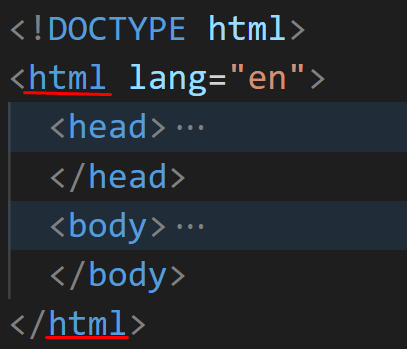 <!DOCTYPE html>
<html lang="en">
<head>···
</head>
<body>···
</body>
</html>